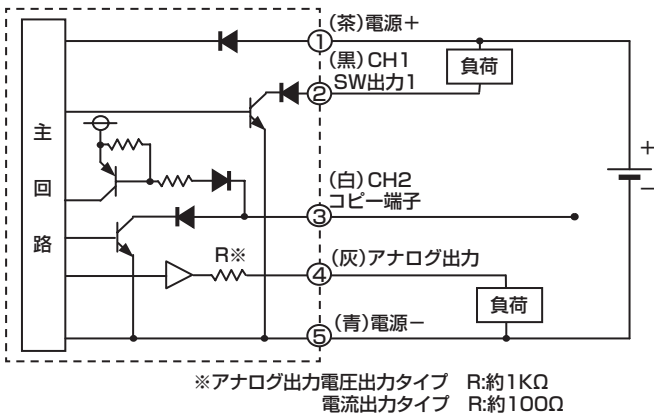 ①
(茶)電源+
(黒)CH1
SW出力1
②
負荷
主
回
路
+
−
(白)CH2
コピー端子
③
R※
④
(灰)アナログ出力
負荷
⑤
(青)電源−
※アナログ出力電圧出力タイプ R:約1KΩ
電流出力タイプ R:約100Ω